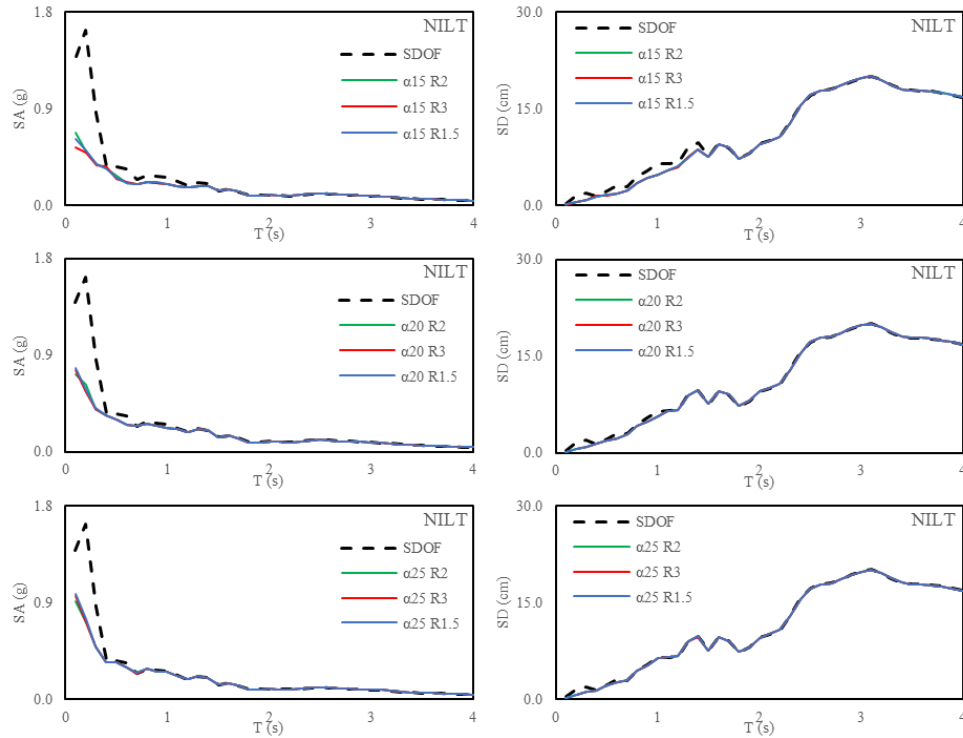 1.8
NILT
SDOF
α15 R2
SA (g)
0.9
α15 R3
α15 R1.5
0.0
0 1 2 3 4
T (s)
30.0
NILT
SDOF
α15 R2
SD (cm)
15.0
α15 R3
α15 R1.5
0.0
0 1 2 3 4
T (s)
1.8
NILT
SDOF
α20 R2
SA (g)
0.9
α20 R3
α20 R1.5
0.0
0 1 2 3 4
T (s)
30.0
NILT
SDOF
α20 R2
SD (cm)
15.0
α20 R3
α20 R1.5
0.0
0 1 2 3 4
T (s)
1.8
NILT
SDOF
α25 R2
SA (g)
0.9
α25 R3
α25 R1.5
0.0
0 1 2 3 4
T (s)
30.0
NILT
SDOF
α25 R2
SD (cm)
15.0
α25 R3
α25 R1.5
0.0
0 1 2 3 4
T (s)